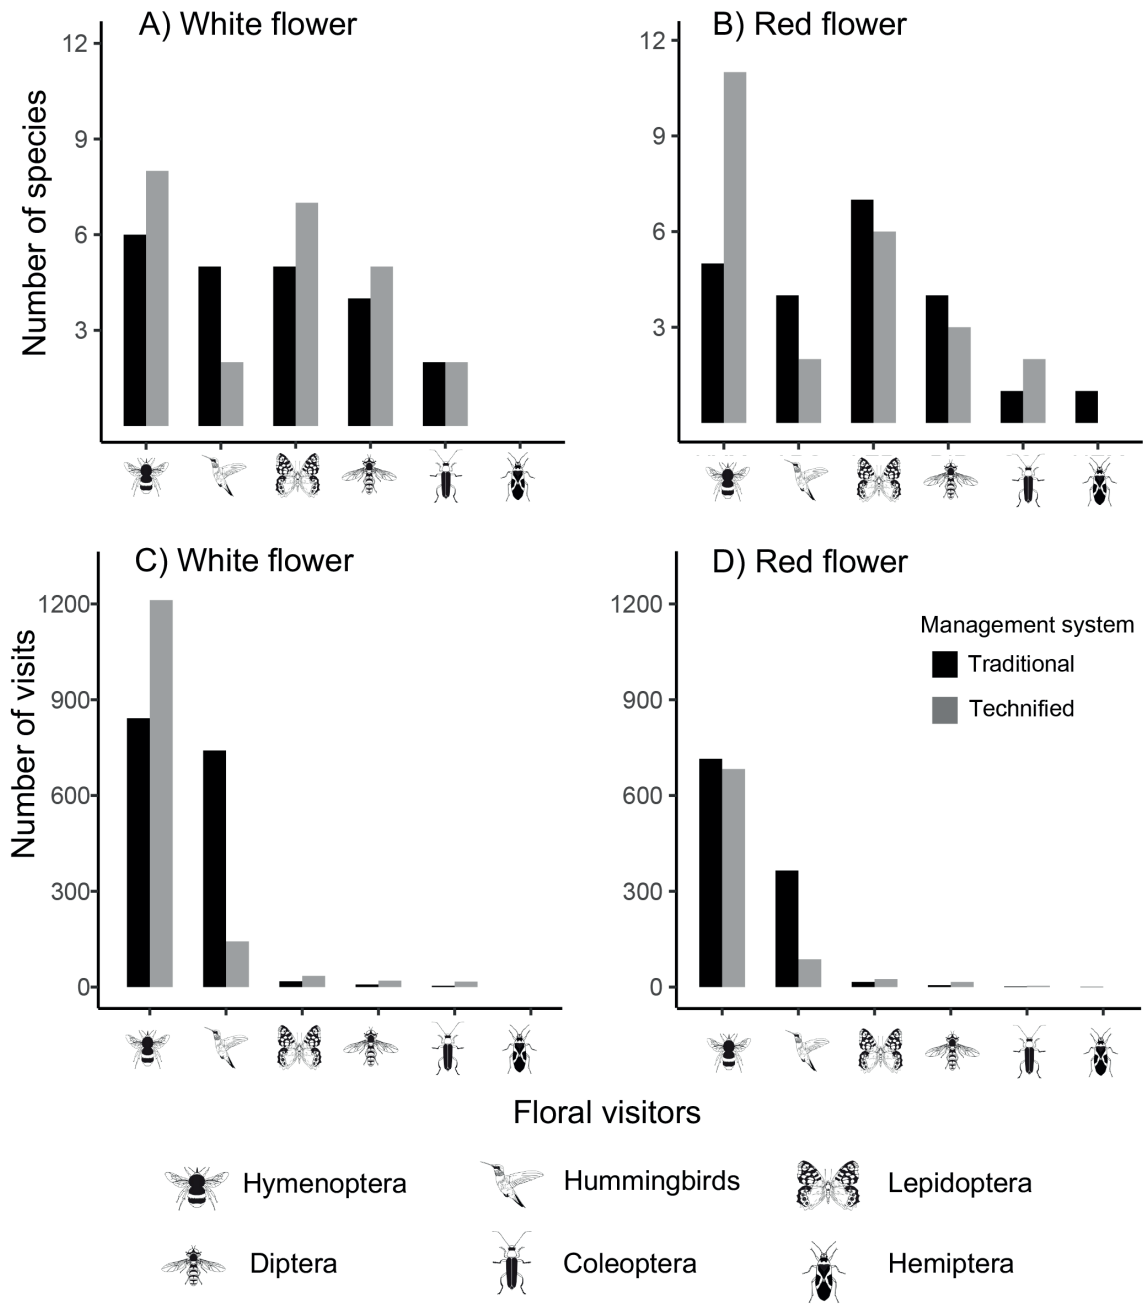 A) White flower
12
9
6
3
Number of species
B) Red flower
12
9
6
3
C) White flower
1200
900
600
300
0
Number of visits
D) Red flower
1200
900
600
300
0
Management system
Traditional
Technified
Floral visitors
Hymenoptera
Hummingbirds
Lepidoptera
Diptera
Coleoptera
Hemiptera